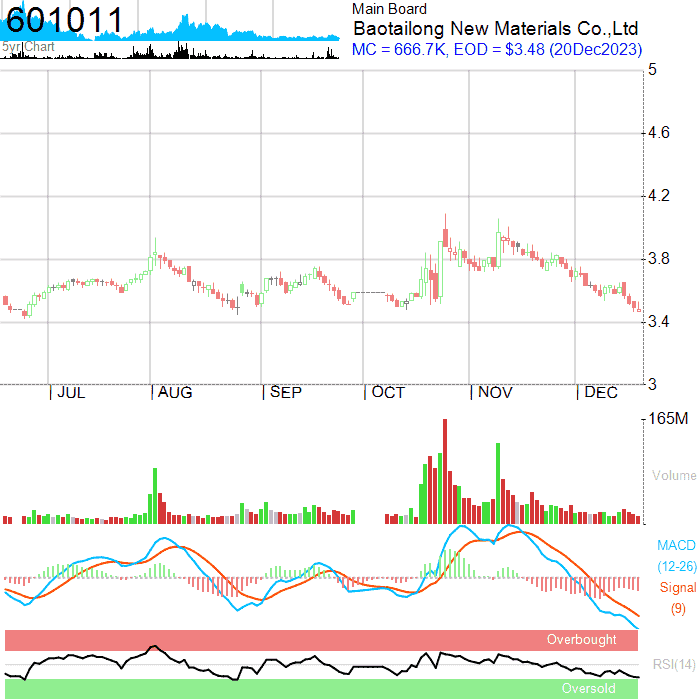 601011
5yr Chart
Main Board
Baotailong New Materials Co.,Ltd
MC = 666.7K, EOD = $3.48 (20Dec2023)
5
4.6
4.2
3.8
3.4
3
JUL AUG SEP OCT NOV DEC
165M
Volume
MACD
(12-26)
Signal
(9)
Overbought
RSI(14)
Oversold